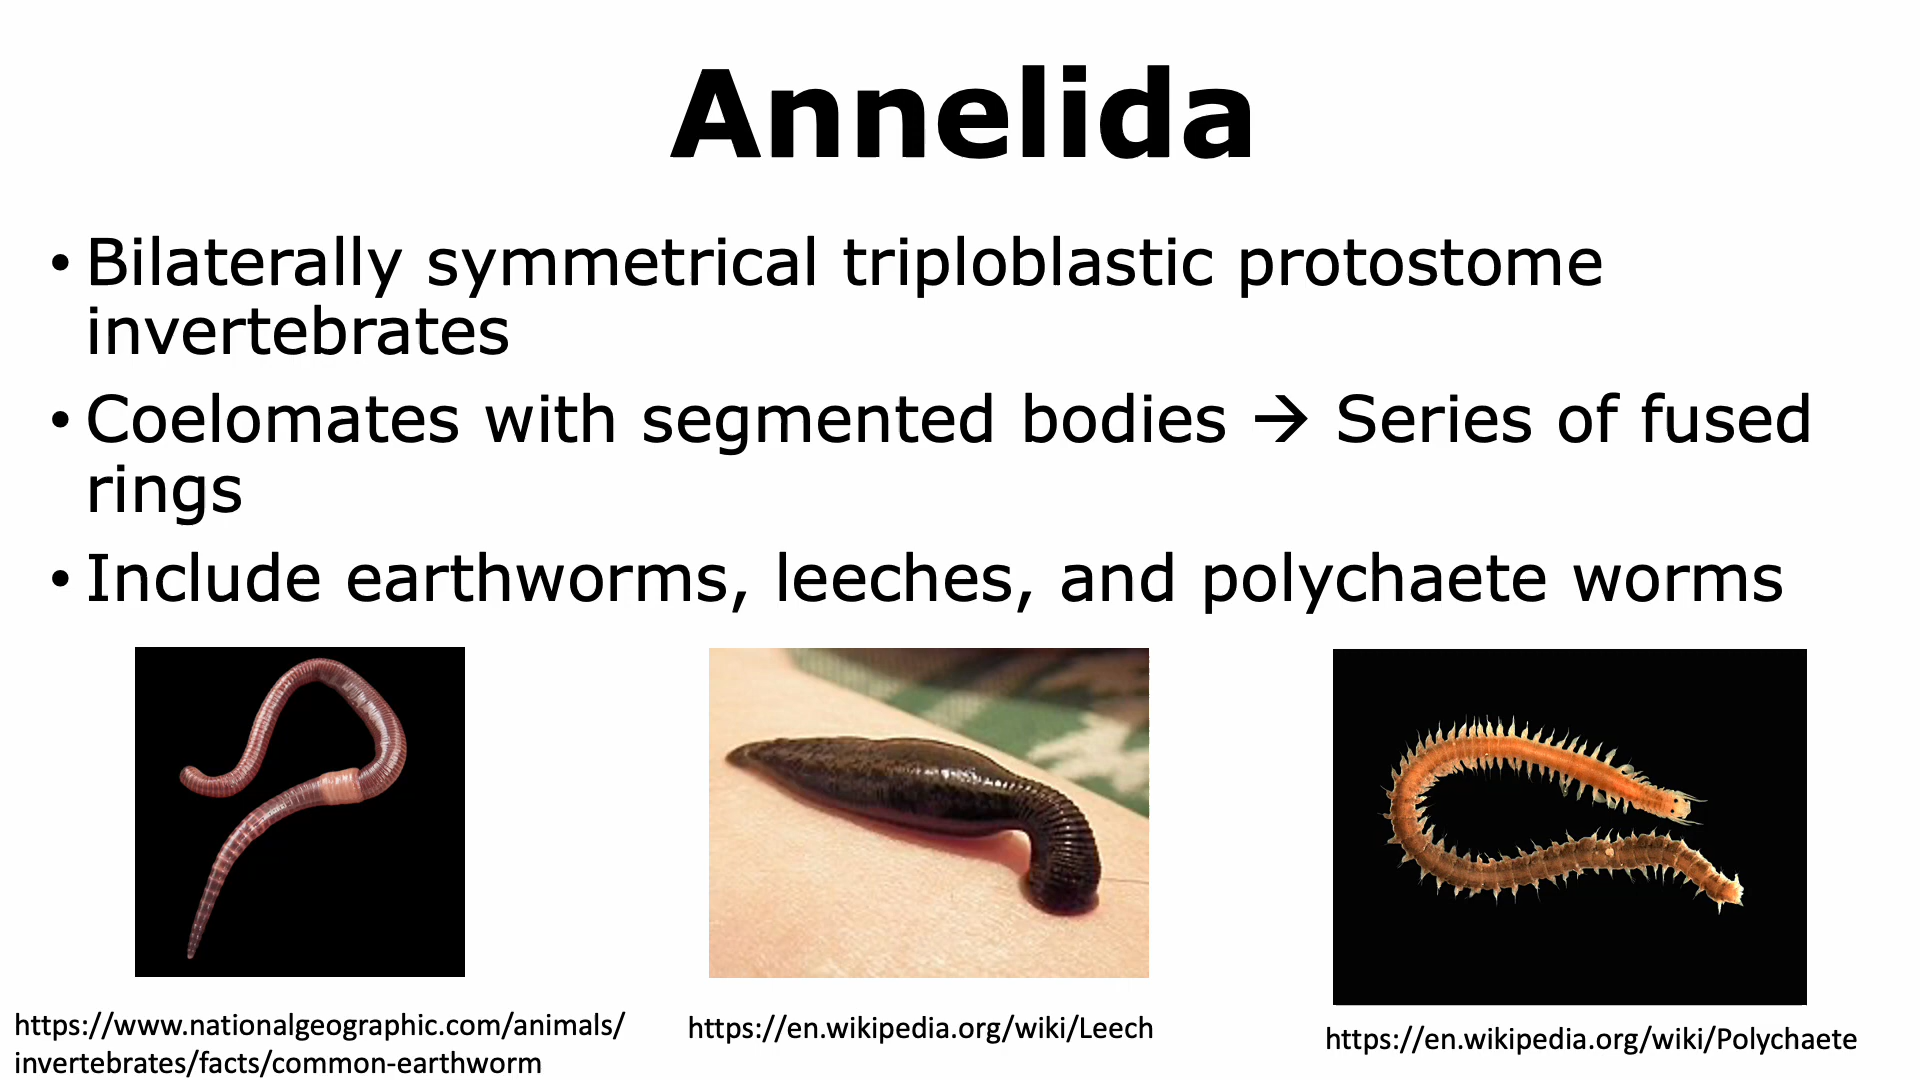 Annelida
• Bilaterally symmetrical triploblastic protostome
invertebrates
• Coelomates with segmented bodies → Series of fused
rings
• Include earthworms, leeches, and polychaete worms
https://www.nationalgeographic.com/animals/
invertebrates/facts/common-earthworm
https://en.wikipedia.org/wiki/Leech
https://en.wikipedia.org/wiki/Polychaete